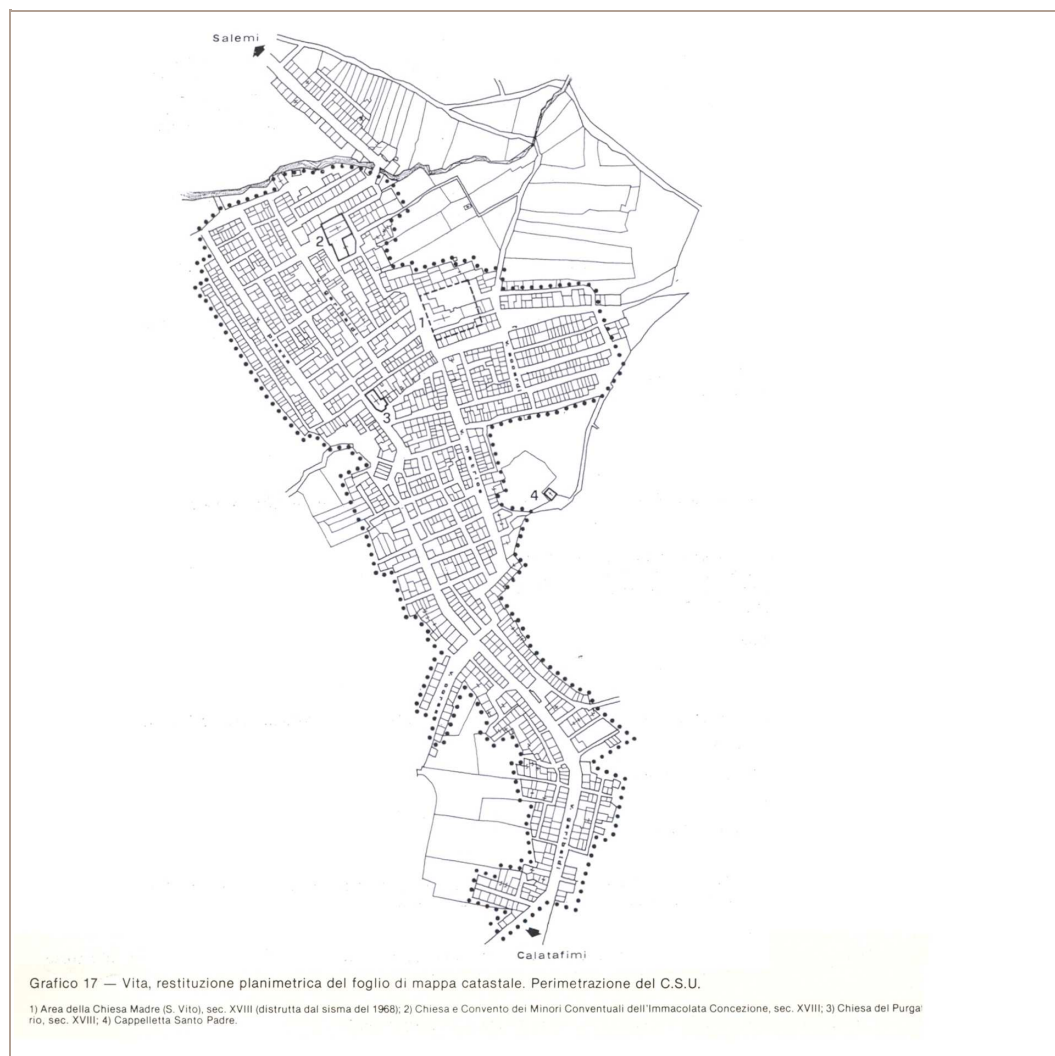 Salemi
2
1
3
4
Calatafimi
Grafico 17 — Vita, restituzione planimetrica del foglio di mappa catastale. Perimetrazione del C.S.U.
1) Area della Chiesa Madre (S. Vito), sec. XVIII (distrutta dal sisma del 1968); 2) Chiesa e Convento dei Minori Conventuali dell'Immacolata Concezione, sec. XVIII; 3) Chiesa del Purga
rio, sec. XVIII; 4) Cappelletta Santo Padre.